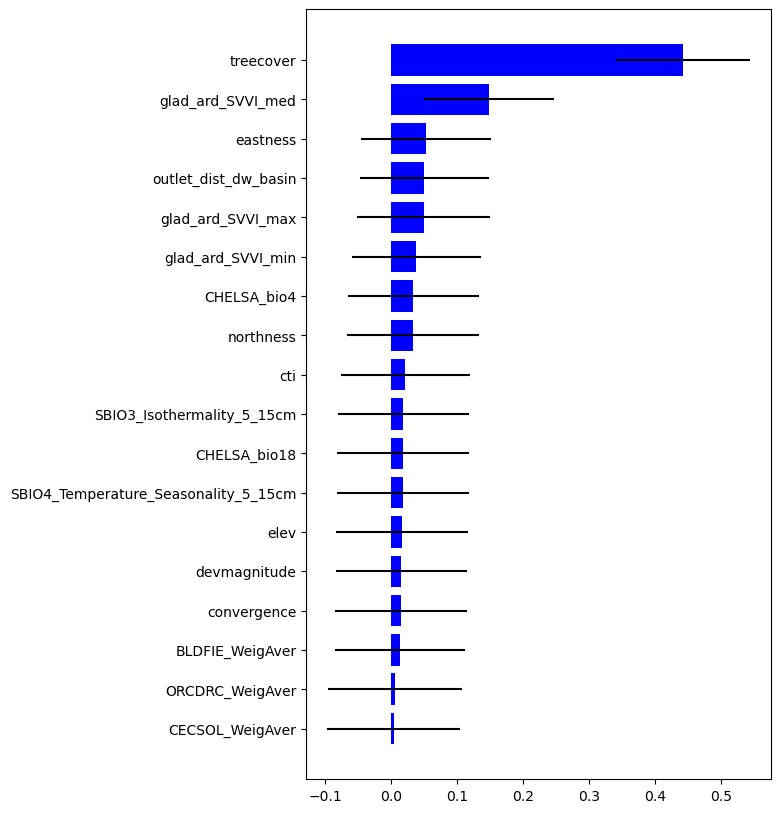 treecover
glad_ard_SVVI_med
eastness
outlet_dist_dw_basin
glad_ard_SVVI_max
glad_ard_SVVI_min
CHELSA_bio4
northness
cti
SBIO3_Isothermality_5_15cm
CHELSA_bio18
SBIO4_Temperature_Seasonality_5_15cm
elev
devmagnitude
convergence
BLDFIE_WeigAver
ORCDRC_WeigAver
CECSOL_WeigAver
−0.1 0.0 0.1 0.2 0.3 0.4 0.5